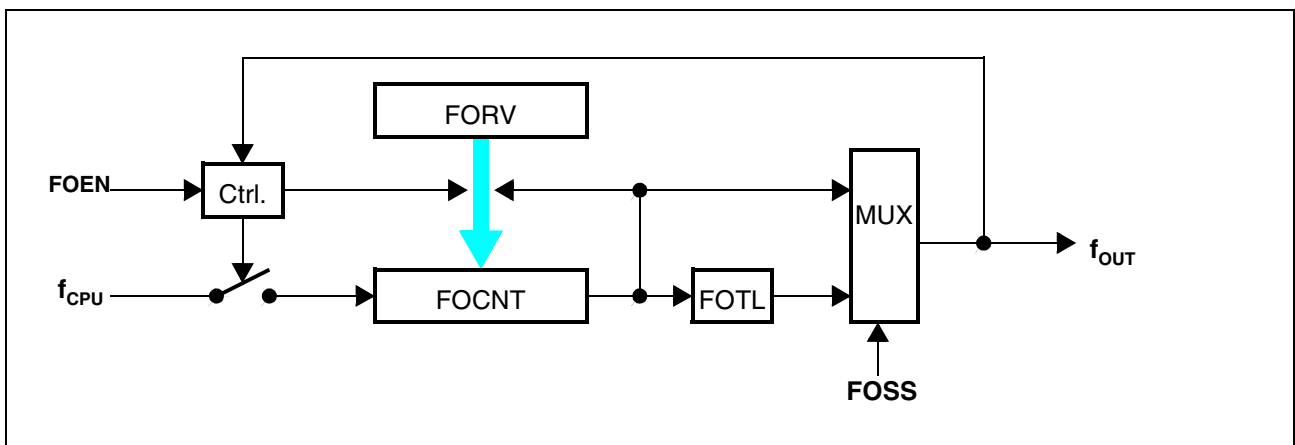 FORV
FOEN
Ctrl.
MUX
fOUT
fCPU
FOCNT
FOTL
FOSS